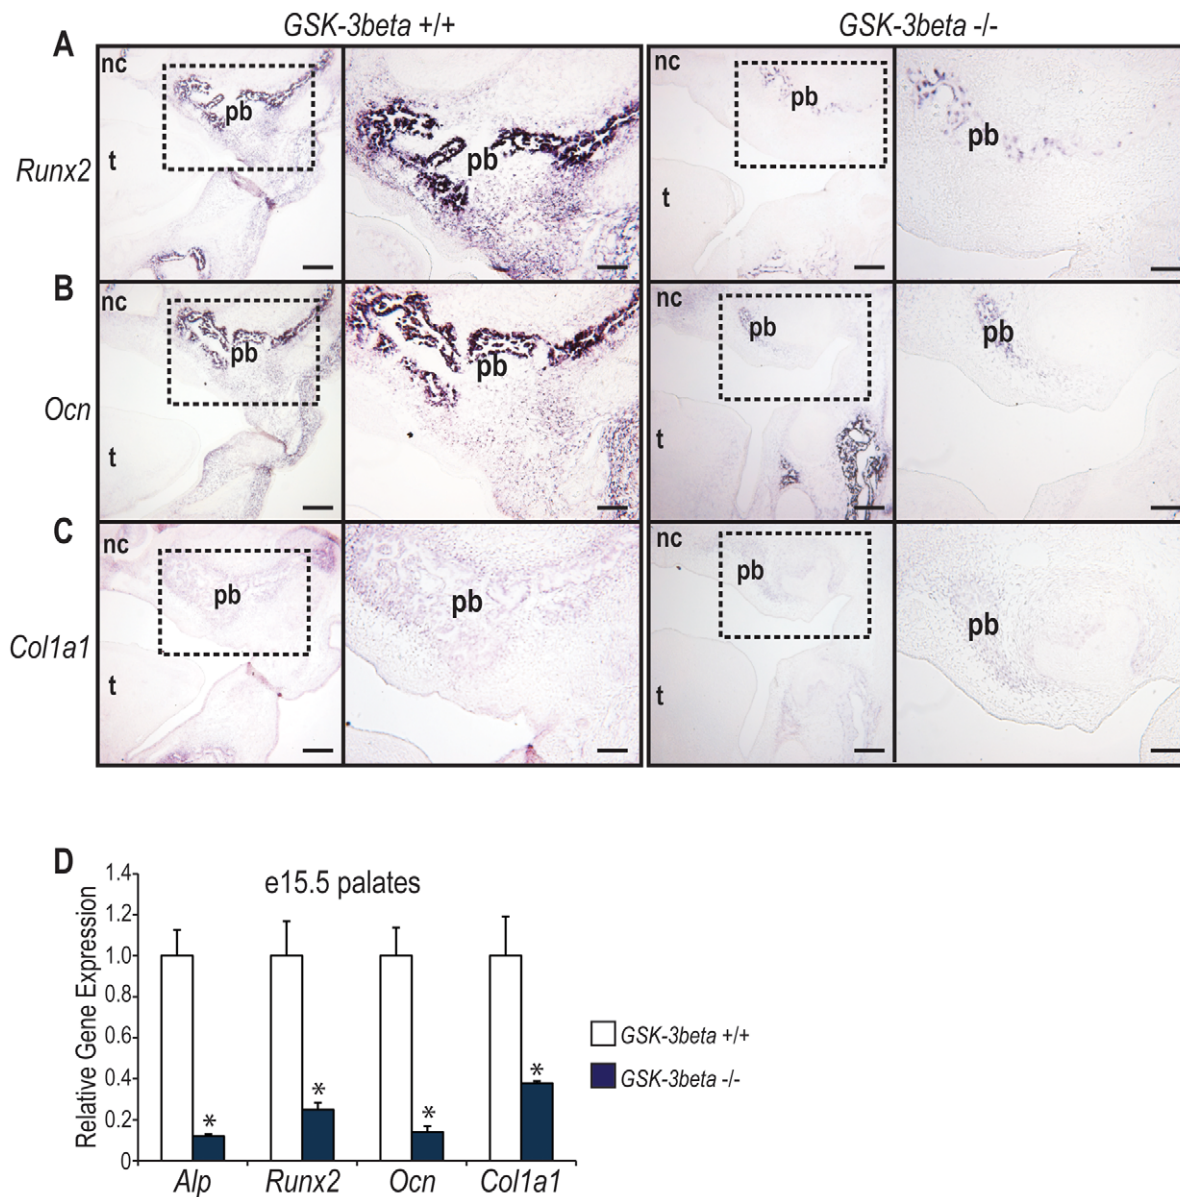 GSK-3beta +/+ GSK-3beta -/-
A
nc pb pb nc pb pb
t t
Runx2
B
nc pb pb nc pb pb
Ocn
t t
C
nc pb pb nc pb pb
Col1a1
t t
D
e15.5 palates
Relative Gene Expression
1.4
1.2
1.0
0.8
0.6
0.4
0.2
0
* * * *
Alp Runx2 Ocn Col1a1
GSK-3beta +/+
GSK-3beta -/-